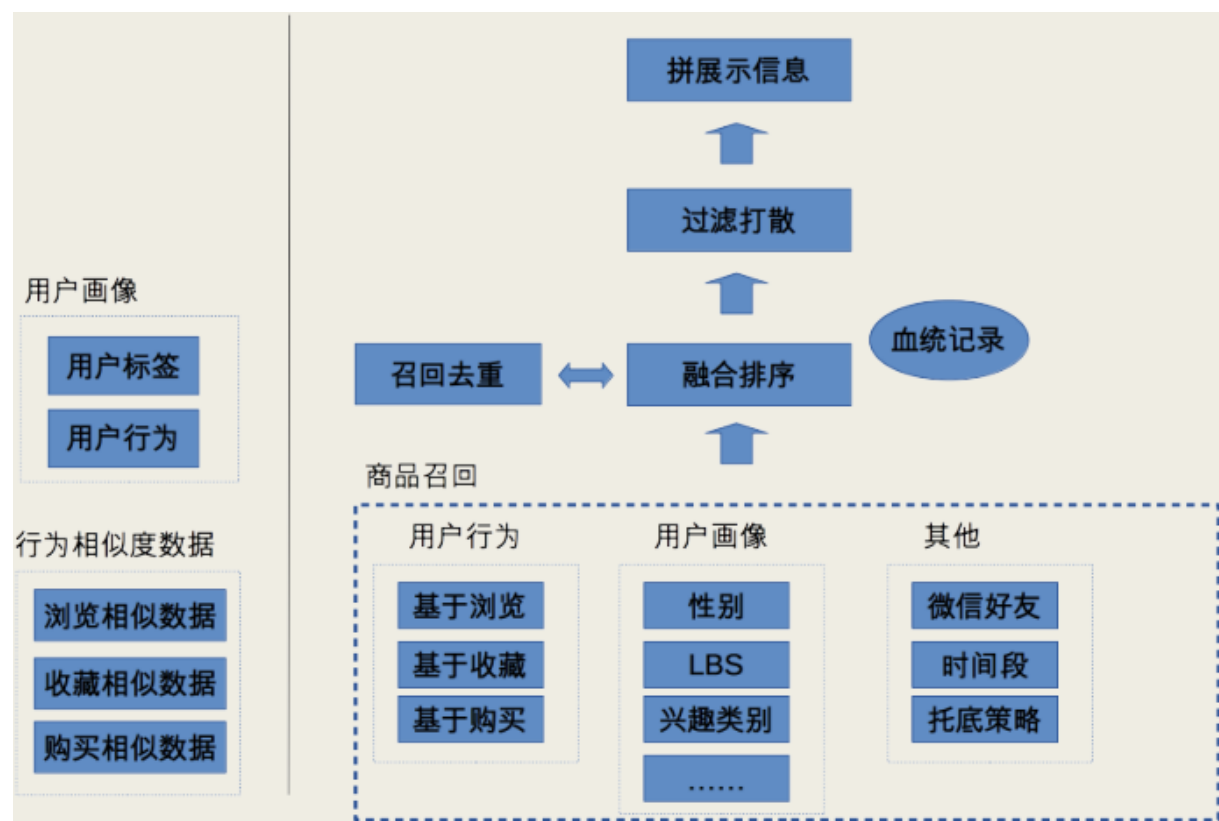 拼展示信息
过滤打散
用户画像
用户标签
用户行为
召回去重
融合排序
血统记录
行为相似度数据
浏览相似数据
收藏相似数据
购买相似数据
商品召回
用户行为
基于浏览
基于收藏
基于购买
用户画像
性别
LBS
兴趣类别
......
其他
微信好友
时间段
托底策略